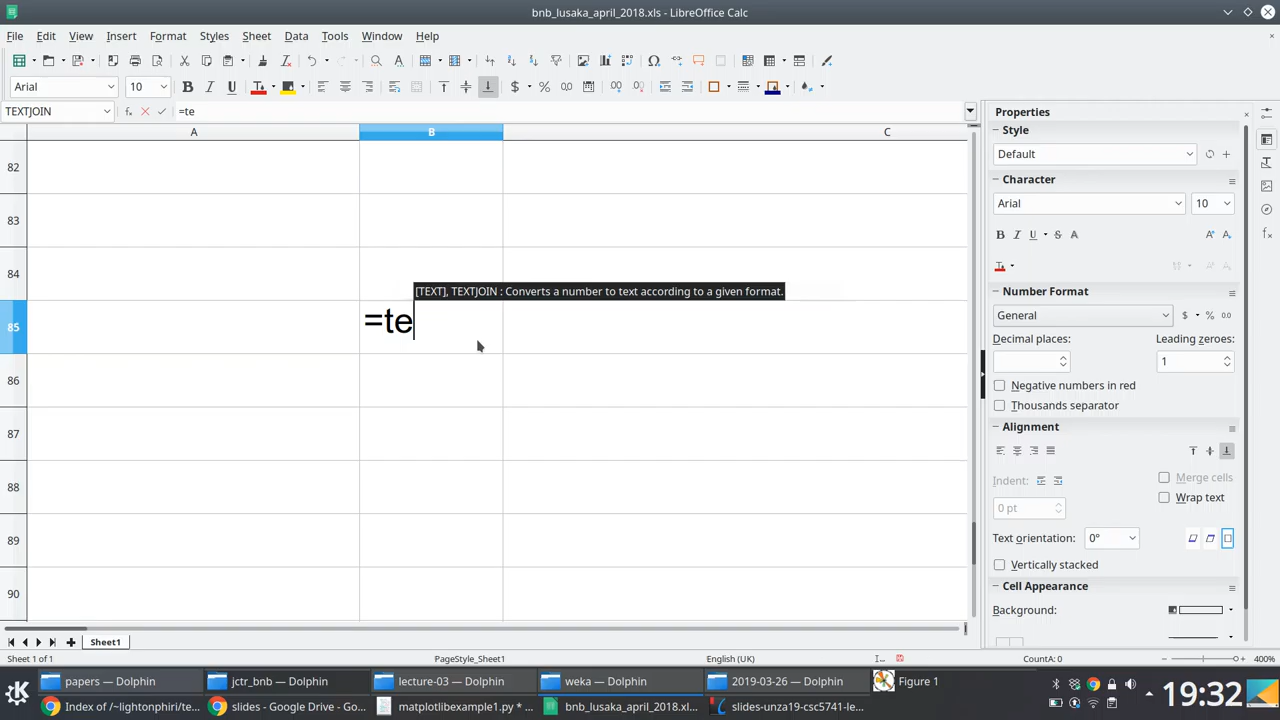 bnb_lusaka_april_2018.xls - LibreOffice Calc
File Edit View Insert Format Styles Sheet Data Tools Window Help
Arial 10
TEXTJOIN =te
A B C
82
83
84
[TEXT], TEXTJOIN : Converts a number to text according to a given format.
85 =te
86
87
88
89
90
Properties
Style
Default
Character
Arial 10
Number Format
General
Decimal places: Leading zeroes:
1
Negative numbers in red
Thousands separator
Alignment
Indent: Merge cells
0 pt Wrap text
Text orientation: 0°
Vertically stacked
Cell Appearance
Background:
Sheet1
Sheet 1 of 1 PageStyle_Sheet1 English (UK) CountA: 0 400%
papers — Dolphin jctr_bnb — Dolphin lecture-03 — Dolphin weka — Dolphin 2019-03-26 — Dolphin Figure 1
Index of /~lightonphiri/te... slides - Google Drive - Go... matplotlibexample1.py * ... bnb_lusaka_april_2018.xl... slides-unza19-csc5741-le...
19:32